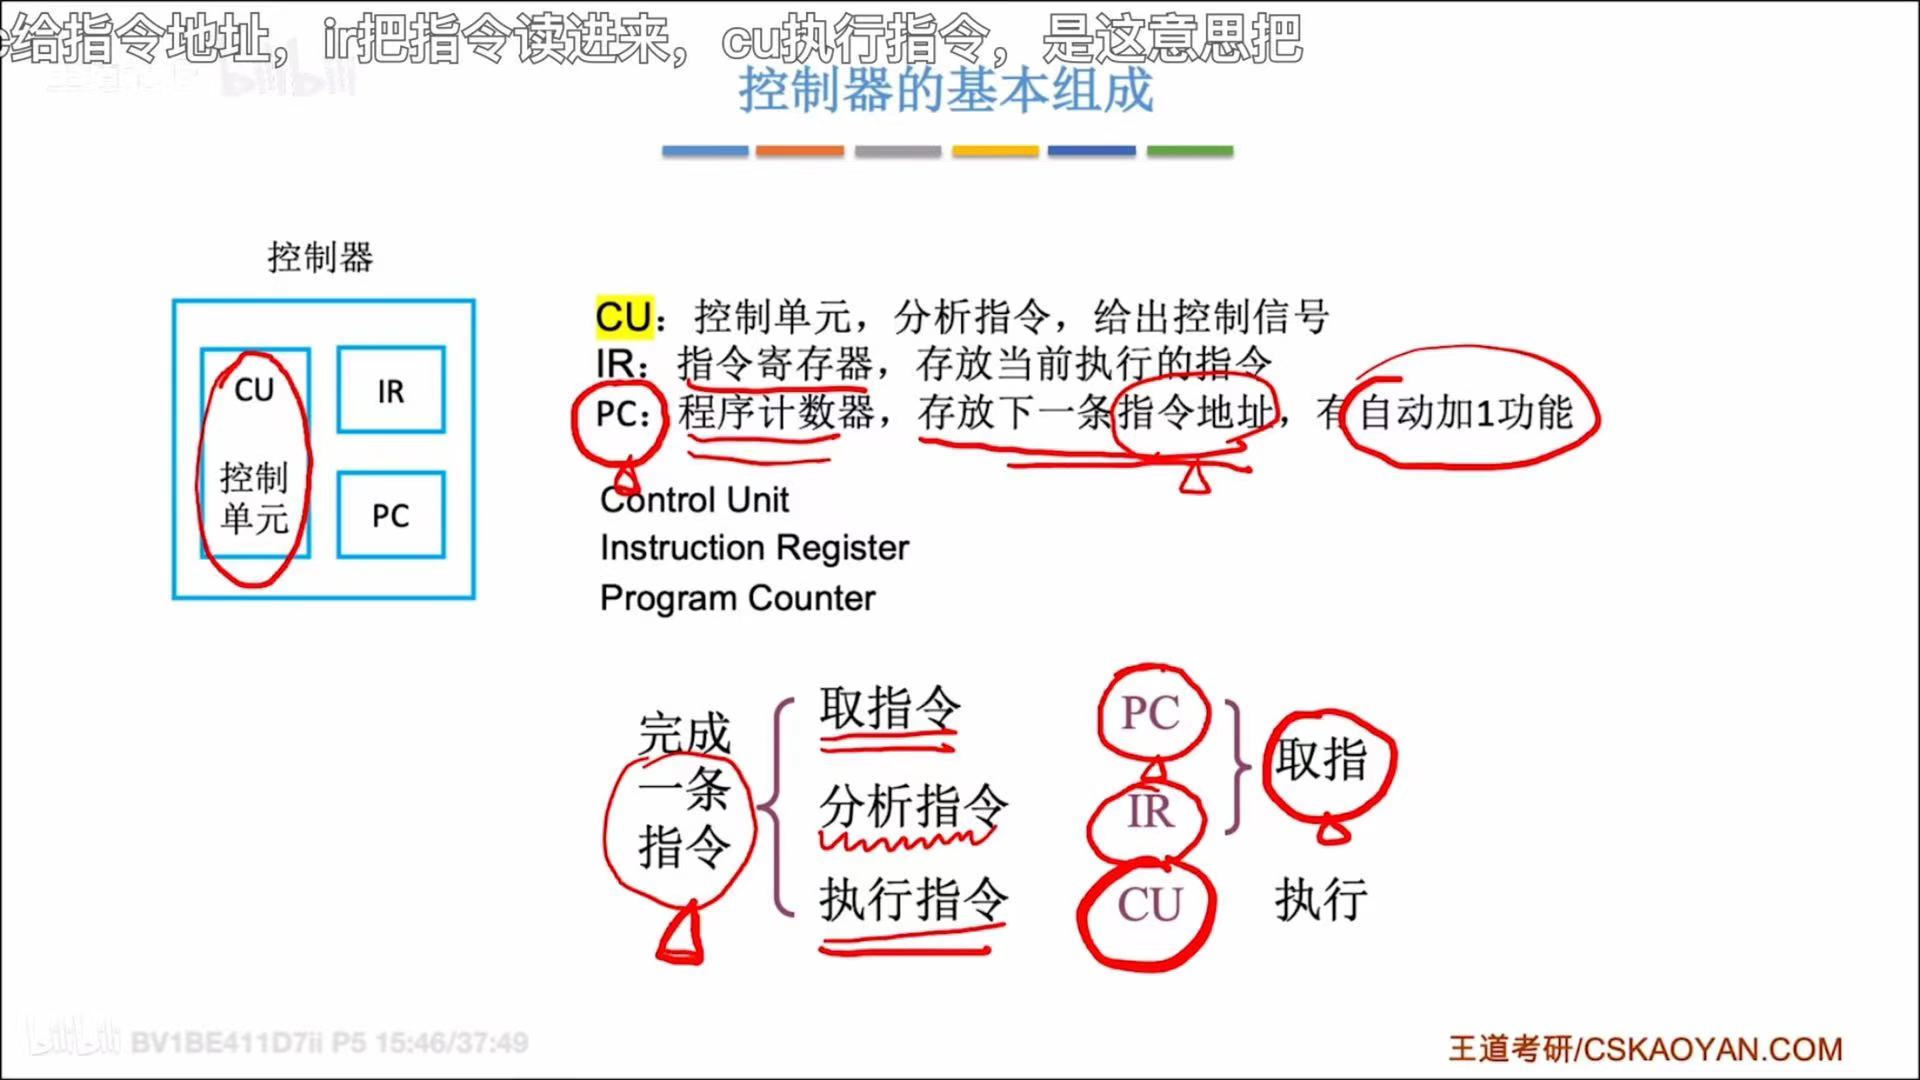 给指令地址，ir把指令读进来，cu执行指令，是这意思把
bilibili
控制器的基本组成
控制器
CU
控制
单元
IR
PC
CU：控制单元，分析指令，给出控制信号
IR：指令寄存器，存放当前执行的指令
PC：程序计数器，存放下一条指令地址，有自动加1功能
Control Unit
Instruction Register
Program Counter
完成
一条
指令
取指令
分析指令
执行指令
PC
IR
CU
取指
执行
bilibili BV1BE411D7ii P5 15:46/37:49
王道考研/CSKAOYAN.COM